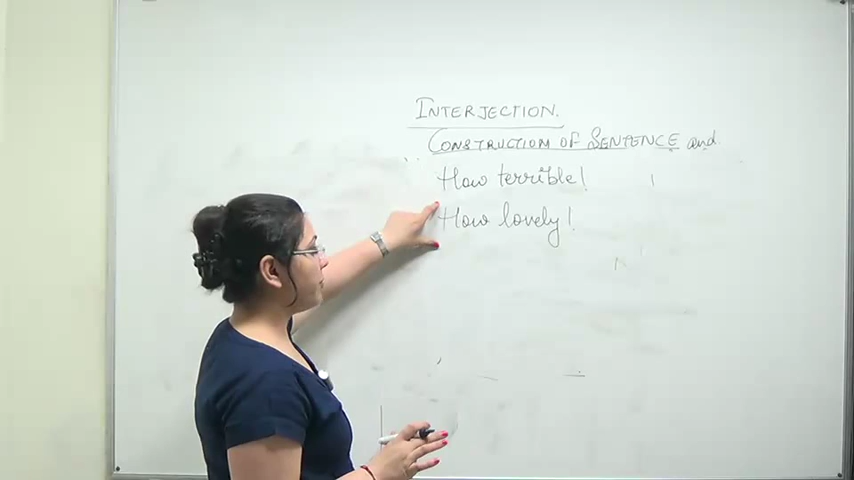 INTERJECTION.
CONSTRUCTION OF SENTENCE and
How terrible!
How lovely!